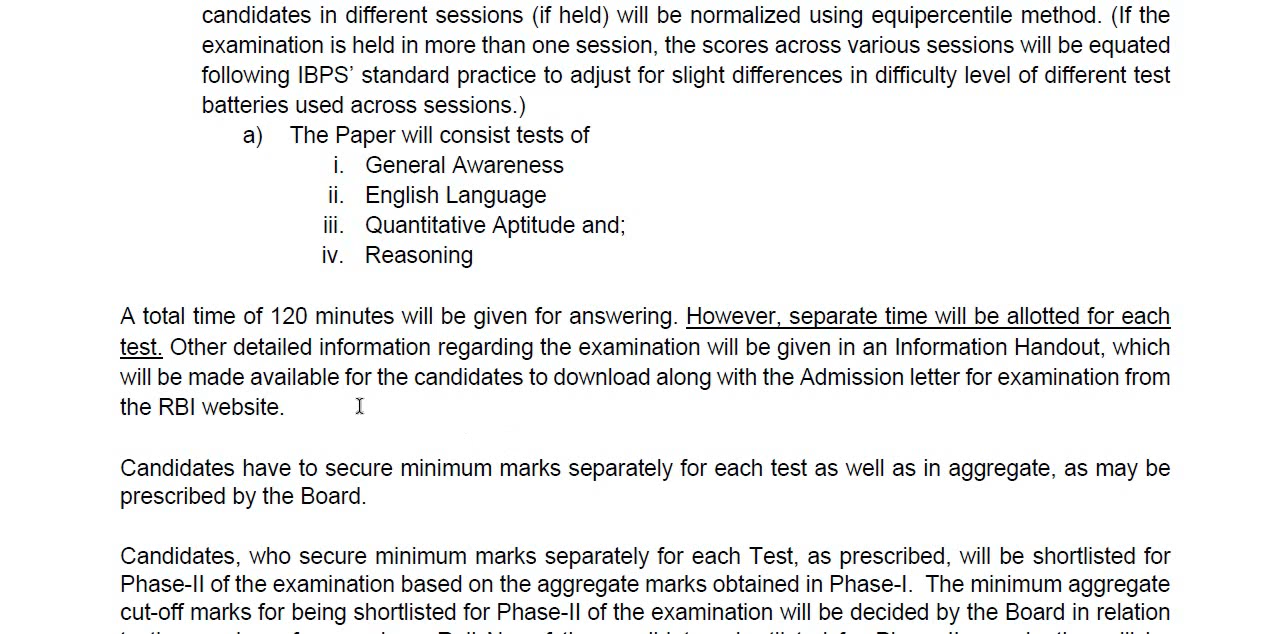 candidates in different sessions (if held) will be normalized using equipercentile method. (If the
examination is held in more than one session, the scores across various sessions will be equated
following IBPS’ standard practice to adjust for slight differences in difficulty level of different test
batteries used across sessions.)
a) The Paper will consist tests of
i. General Awareness
ii. English Language
iii. Quantitative Aptitude and;
iv. Reasoning
A total time of 120 minutes will be given for answering. However, separate time will be allotted for each
test. Other detailed information regarding the examination will be given in an Information Handout, which
will be made available for the candidates to download along with the Admission letter for examination from
the RBI website.
Candidates have to secure minimum marks separately for each test as well as in aggregate, as may be
prescribed by the Board.
Candidates, who secure minimum marks separately for each Test, as prescribed, will be shortlisted for
Phase-II of the examination based on the aggregate marks obtained in Phase-I. The minimum aggregate
cut-off marks for being shortlisted for Phase-II of the examination will be decided by the Board in relation